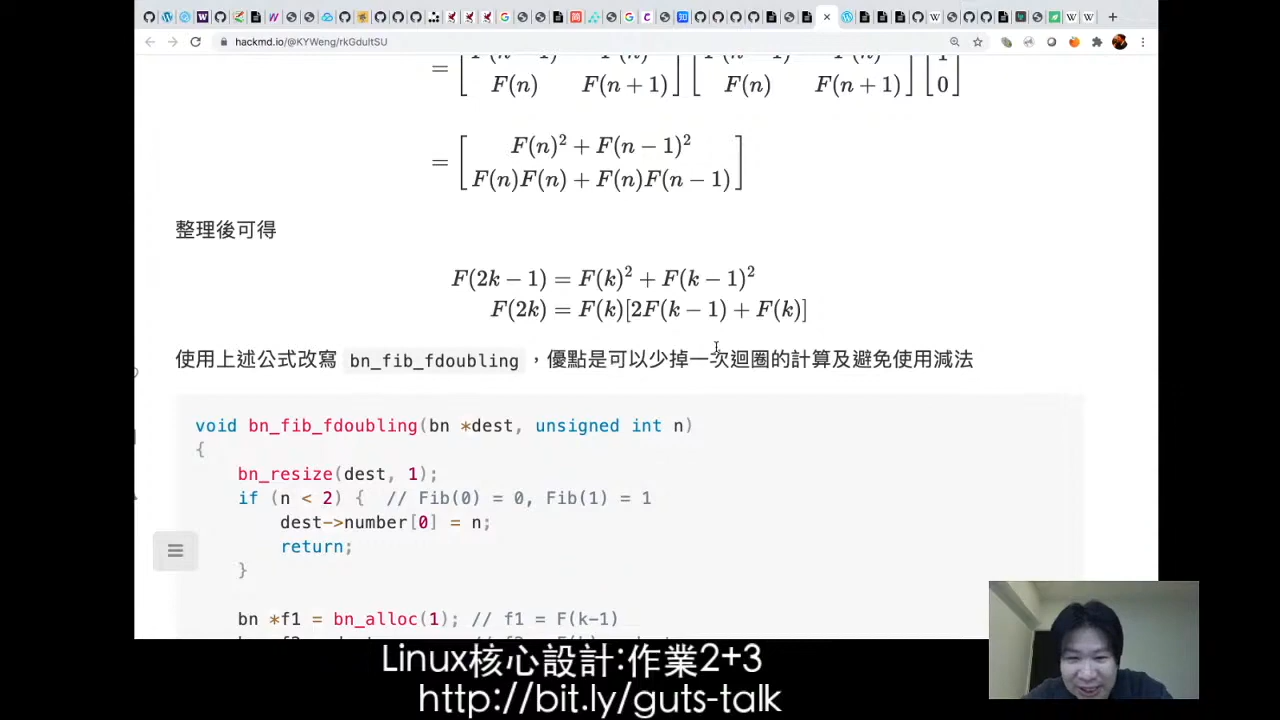 hackmd.io/@KYWeng/rkGdultSU
= [ F(n) F(n + 1) ] [ F(n) F(n + 1) ] [ 0 ]
= [ F(n)² + F(n − 1)²
F(n)F(n) + F(n)F(n − 1) ]
整理後可得
F(2k − 1) = F(k)² + F(k − 1)²
F(2k) = F(k)[2F(k − 1) + F(k)]
使用上述公式改寫 bn_fib_fdoubling ，優點是可以少掉一次迴圈的計算及避免使用減法
void bn_fib_fdoubling(bn *dest, unsigned int n)
{
bn_resize(dest, 1);
if (n < 2) { // Fib(0) = 0, Fib(1) = 1
dest->number[0] = n;
return;
}
bn *f1 = bn_alloc(1); // f1 = F(k-1)
Linux核心設計:作業2+3
http://bit.ly/guts-talk